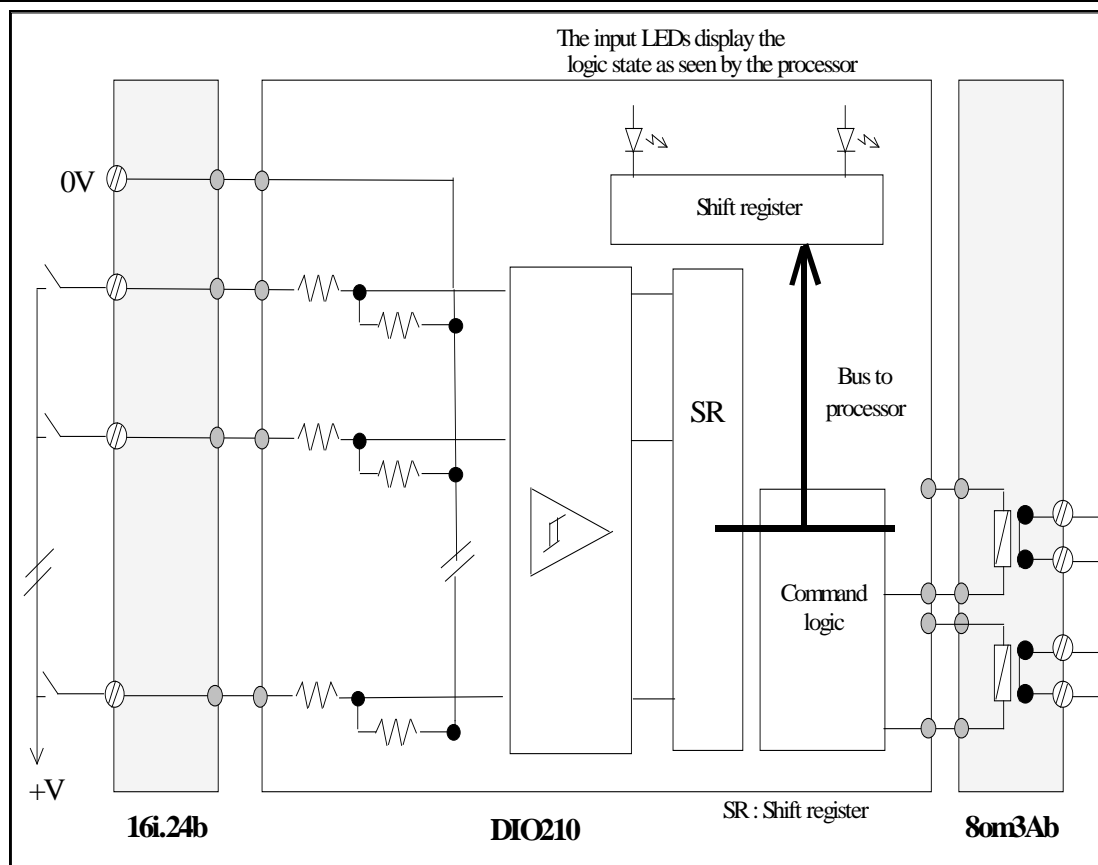 The input LEDs display the
logic state as seen by the processor
0V
Shift register
Bus to
processor
SR
Command
logic
+V
SR : Shift register
16i.24b
DIO210
8om3Ab